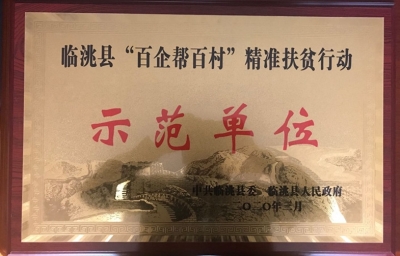 临洮县“百企帮百村”精准扶贫行动
示范单位
中共临洮县委 临洮县人民政府
二〇二〇年三月